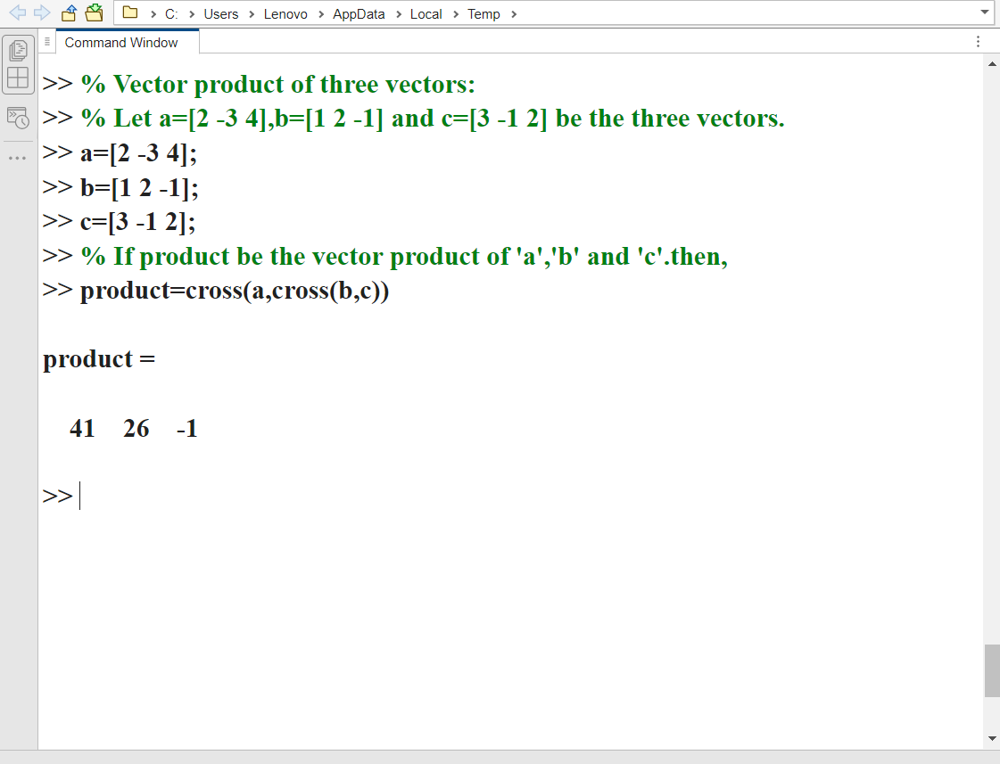 C: Users Lenovo AppData Local Temp
Command Window
>> % Vector product of three vectors:
>> % Let a=[2 -3 4],b=[1 2 -1] and c=[3 -1 2] be the three vectors.
>> a=[2 -3 4];
>> b=[1 2 -1];
>> c=[3 -1 2];
>> % If product be the vector product of 'a','b' and 'c'.then,
>> product=cross(a,cross(b,c))
product =
41 26 -1
>>